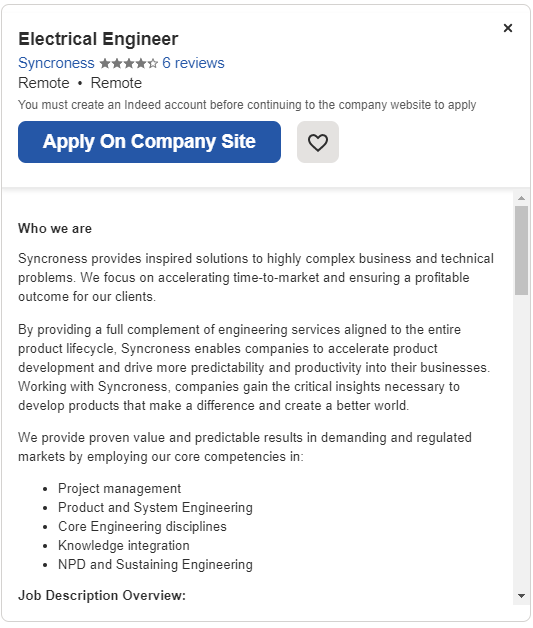 Electrical Engineer
Syncroness ★★★★☆ 6 reviews
Remote • Remote
You must create an Indeed account before continuing to the company website to apply
Apply On Company Site
Who we are
Syncroness provides inspired solutions to highly complex business and technical
problems. We focus on accelerating time-to-market and ensuring a profitable
outcome for our clients.
By providing a full complement of engineering services aligned to the entire
product lifecycle, Syncroness enables companies to accelerate product
development and drive more predictability and productivity into their businesses.
Working with Syncroness, companies gain the critical insights necessary to
develop products that make a difference and create a better world.
We provide proven value and predictable results in demanding and regulated
markets by employing our core competencies in:
• Project management
• Product and System Engineering
• Core Engineering disciplines
• Knowledge integration
• NPD and Sustaining Engineering
Job Description Overview: